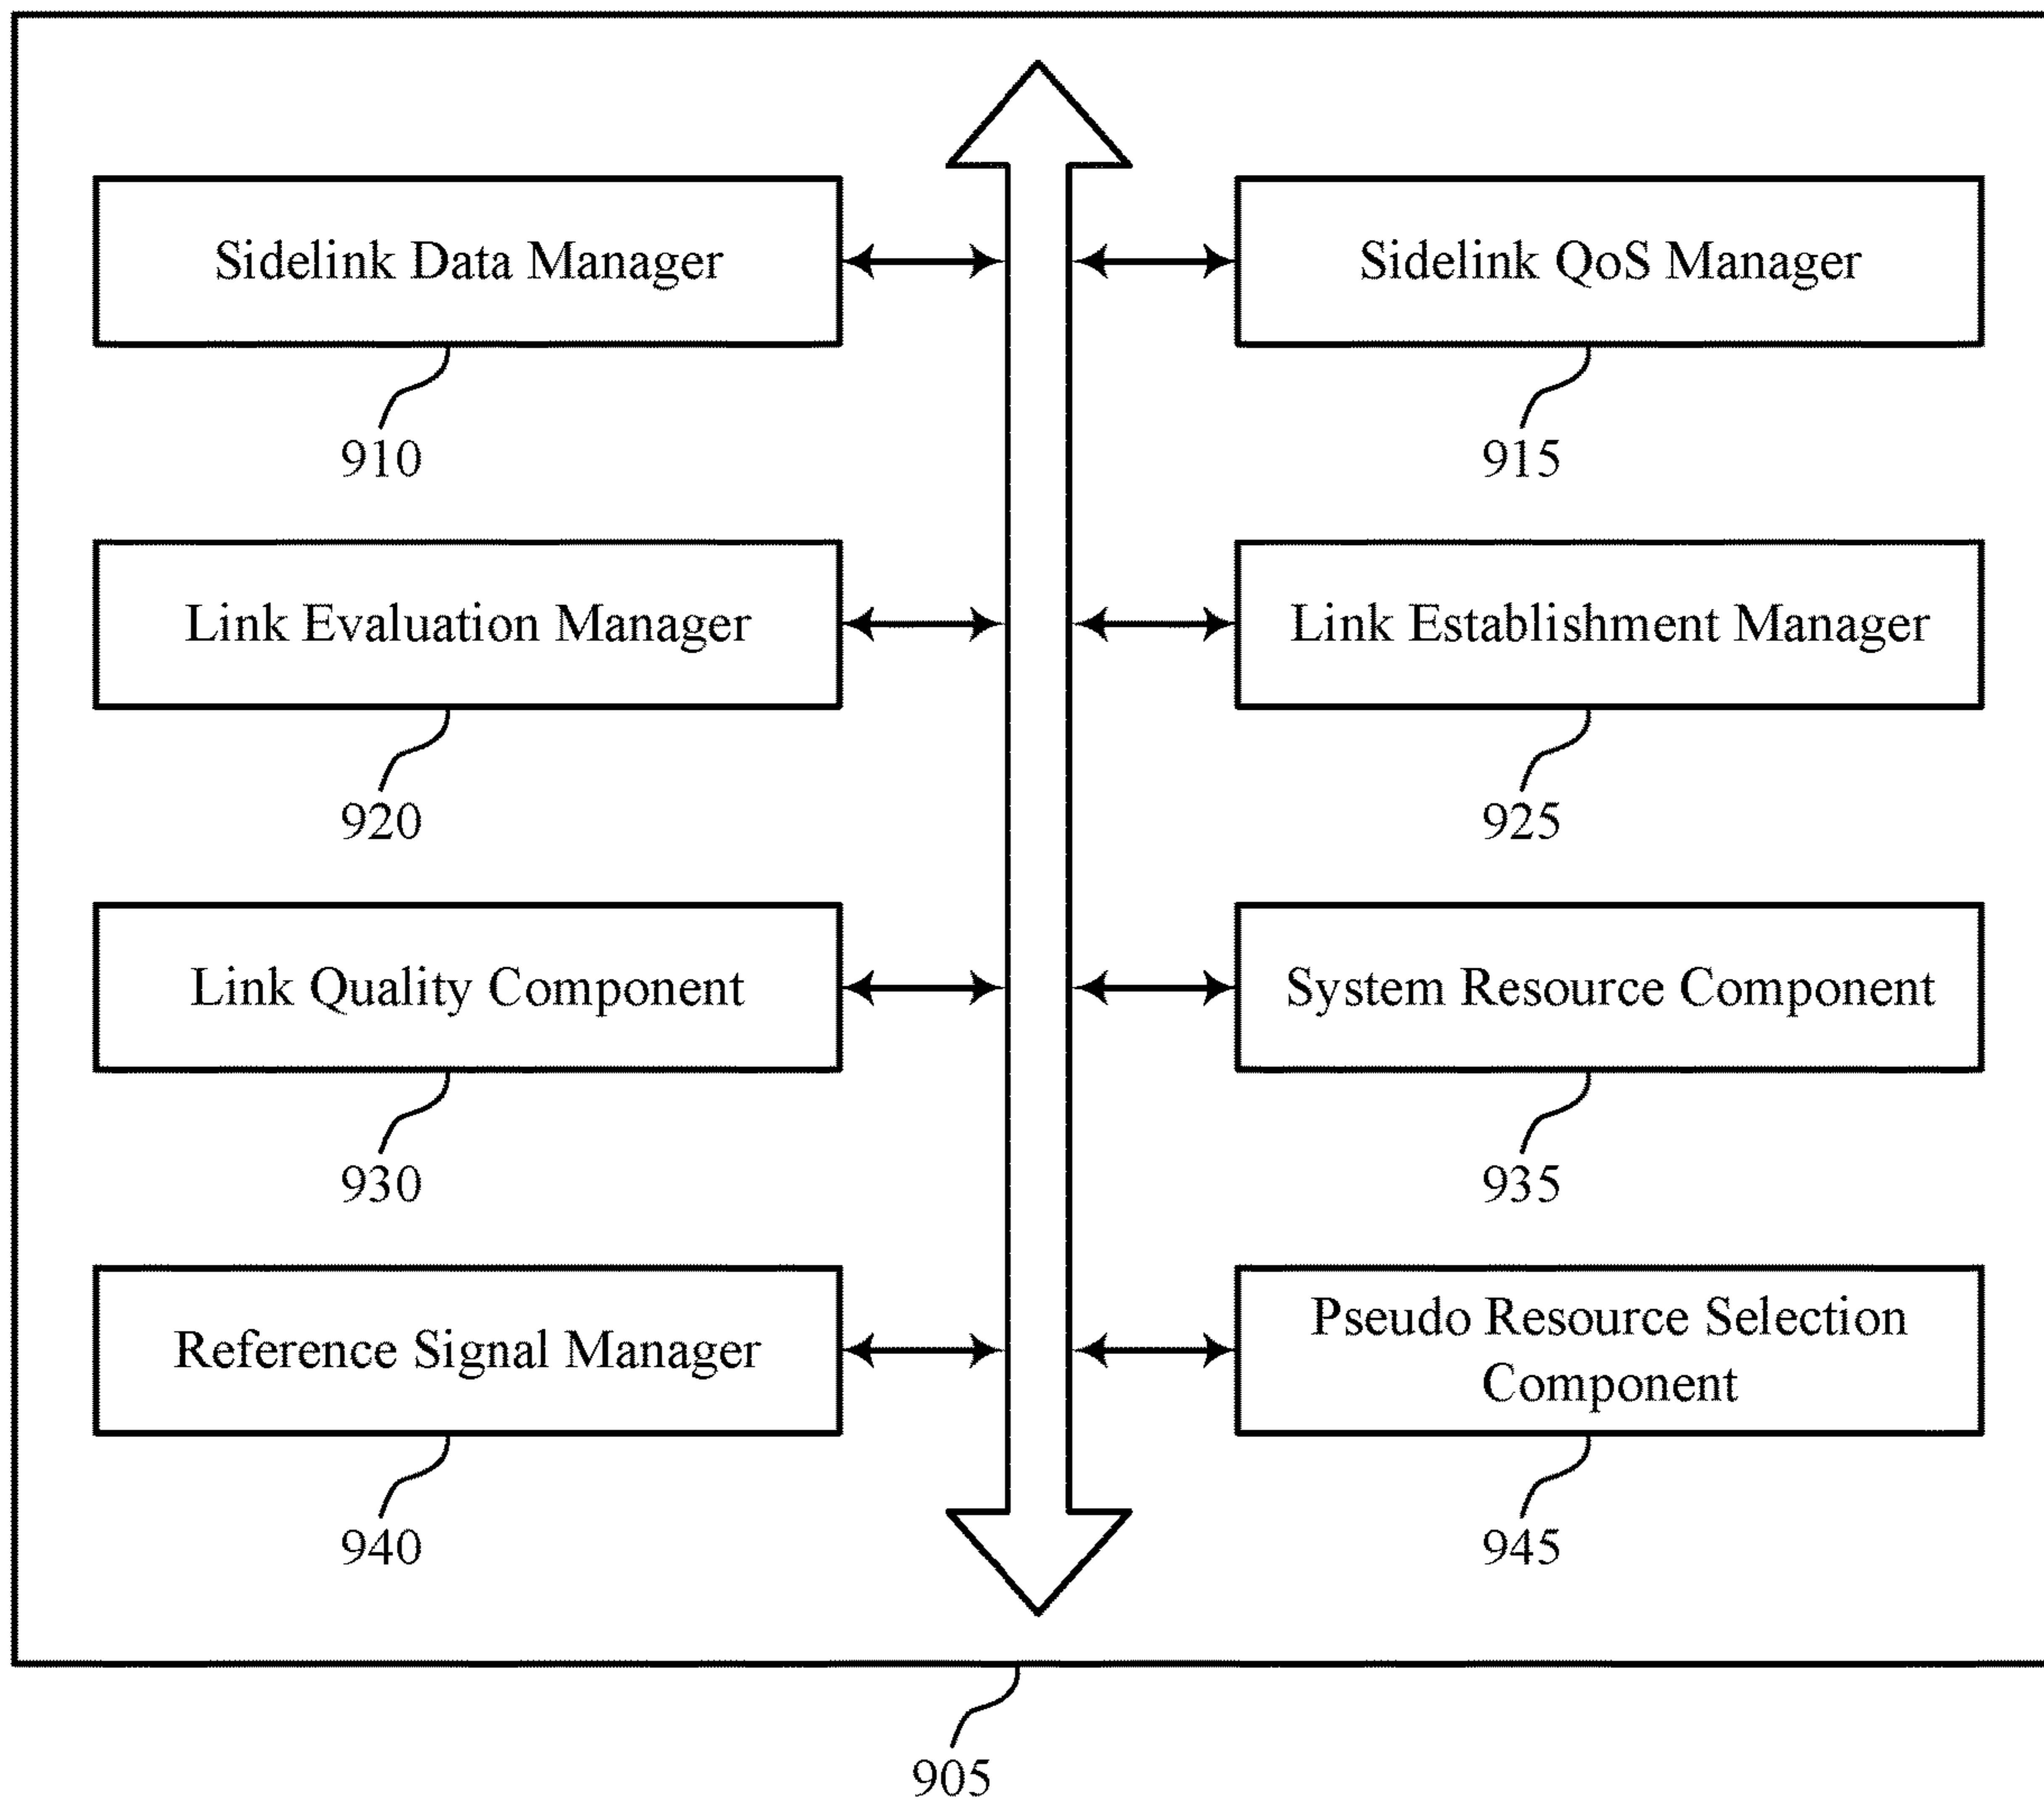 Sidelink Data Manager
Sidelink QoS Manager
910
915
Link Evaluation Manager
Link Establishment Manager
920
925
Link Quality Component
System Resource Component
930
935
Reference Signal Manager
Pseudo Resource Selection
Component
940
945
905